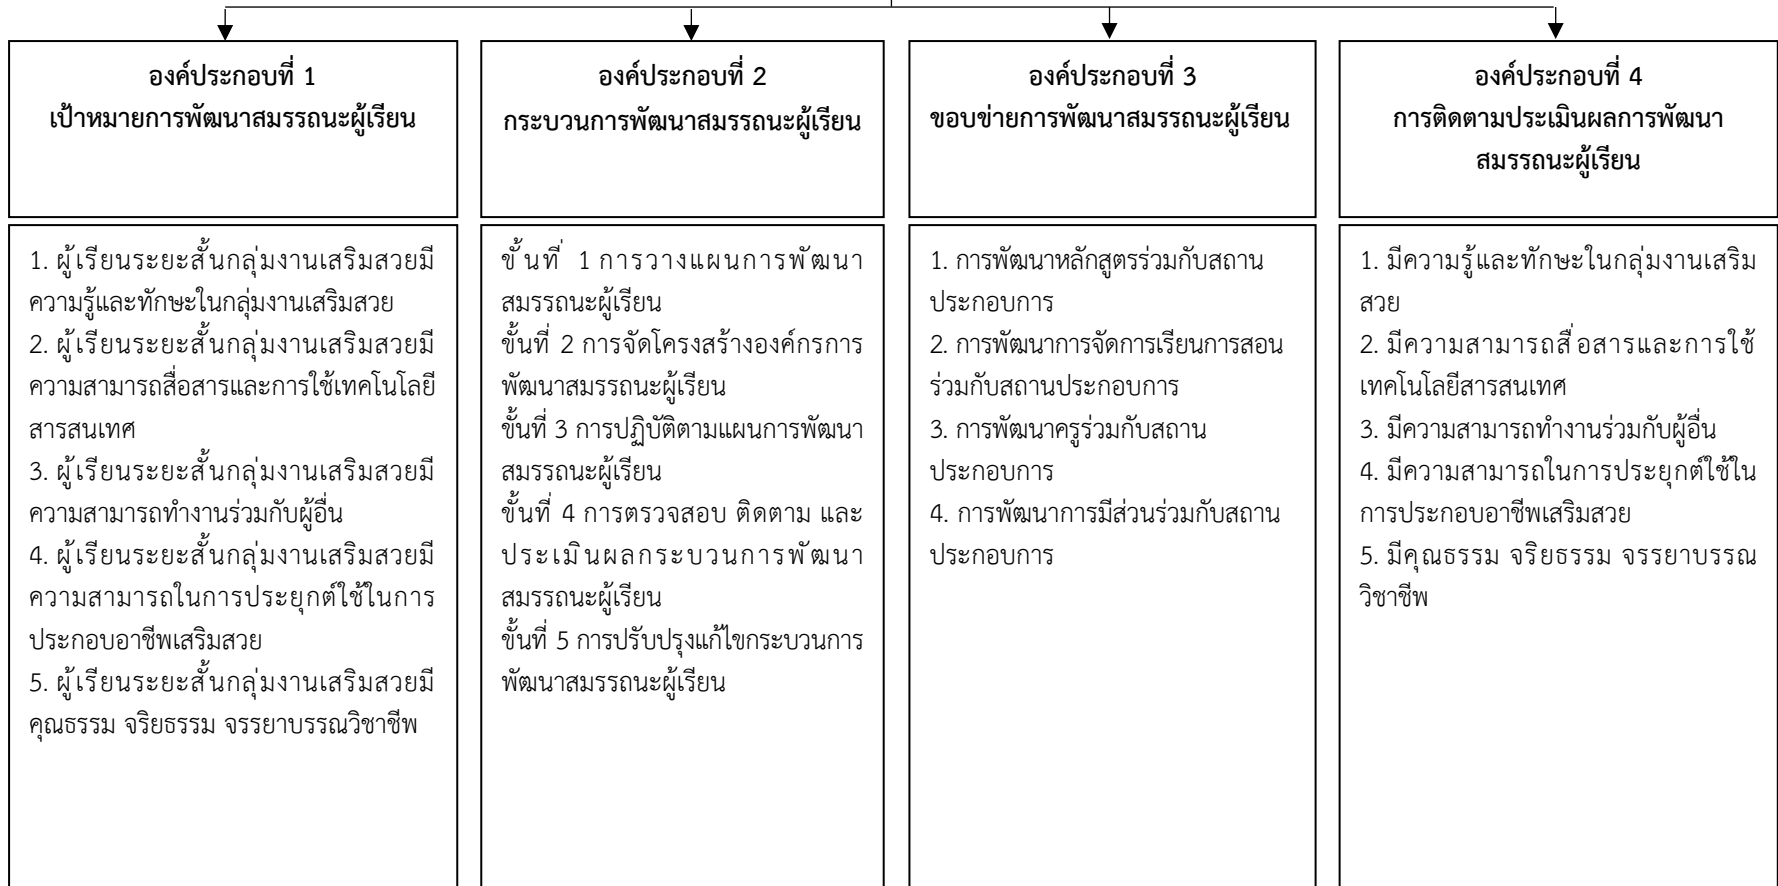 องค์ประกอบที่ 1
เป้าหมายการพัฒนาสมรรถนะผู้เรียน
1. ผู้เรียนระยะสั้นกลุ่มงานเสริมสวยมี
ความรู้และทักษะในกลุ่มงานเสริมสวย
2. ผู้เรียนระยะสั้นกลุ่มงานเสริมสวยมี
ความสามารถสื่อสารและการใช้เทคโนโลยี
สารสนเทศ
3. ผู้เรียนระยะสั้นกลุ่มงานเสริมสวยมี
ความสามารถทำงานร่วมกับผู้อื่น
4. ผู้เรียนระยะสั้นกลุ่มงานเสริมสวยมี
ความสามารถในการประยุกต์ใช้ในการ
ประกอบอาชีพเสริมสวย
5. ผู้เรียนระยะสั้นกลุ่มงานเสริมสวยมี
คุณธรรม จริยธรรม จรรยาบรรณวิชาชีพ
องค์ประกอบที่ 2
กระบวนการพัฒนาสมรรถนะผู้เรียน
ขั้นที่ 1 การวางแผนการพัฒนา
สมรรถนะผู้เรียน
ขั้นที่ 2 การจัดโครงสร้างองค์กรการ
พัฒนาสมรรถนะผู้เรียน
ขั้นที่ 3 การปฏิบัติตามแผนการพัฒนา
สมรรถนะผู้เรียน
ขั้นที่ 4 การตรวจสอบ ติดตาม และ
ประเมินผลกระบวนการพัฒนา
สมรรถนะผู้เรียน
ขั้นที่ 5 การปรับปรุงแก้ไขกระบวนการ
พัฒนาสมรรถนะผู้เรียน
องค์ประกอบที่ 3
ขอบข่ายการพัฒนาสมรรถนะผู้เรียน
1. การพัฒนาหลักสูตรร่วมกับสถาน
ประกอบการ
2. การพัฒนาการจัดการเรียนการสอน
ร่วมกับสถานประกอบการ
3. การพัฒนาครูร่วมกับสถาน
ประกอบการ
4. การพัฒนาการมีส่วนร่วมกับสถาน
ประกอบการ
องค์ประกอบที่ 4
การติดตามประเมินผลการพัฒนา
สมรรถนะผู้เรียน
1. มีความรู้และทักษะในกลุ่มงานเสริม
สวย
2. มีความสามารถสื่อสารและการใช้
เทคโนโลยีสารสนเทศ
3. มีความสามารถทำงานร่วมกับผู้อื่น
4. มีความสามารถในการประยุกต์ใช้ใน
การประกอบอาชีพเสริมสวย
5. มีคุณธรรม จริยธรรม จรรยาบรรณ
วิชาชีพ